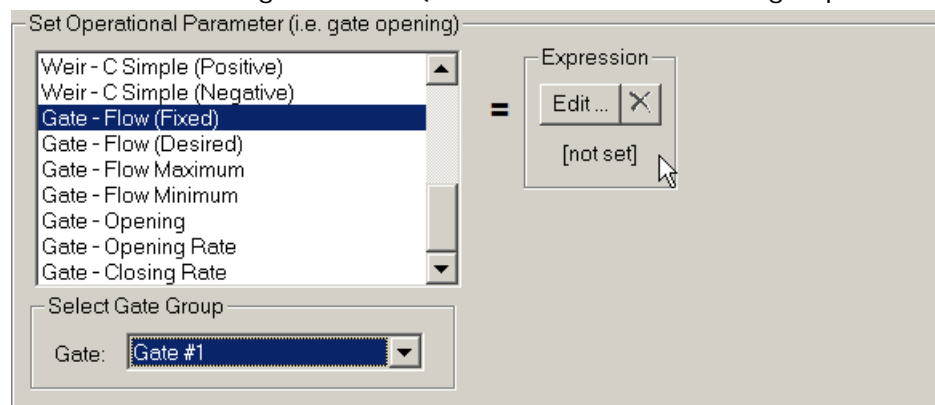 Set Operational Parameter (i.e. gate opening)
Weir - C Simple (Positive)
Weir - C Simple (Negative)
Gate - Flow (Fixed)
Gate - Flow (Desired)
Gate - Flow Maximum
Gate - Flow Minimum
Gate - Opening
Gate - Opening Rate
Gate - Closing Rate
=
Expression
Edit ...
[not set]
Select Gate Group
Gate: Gate #1